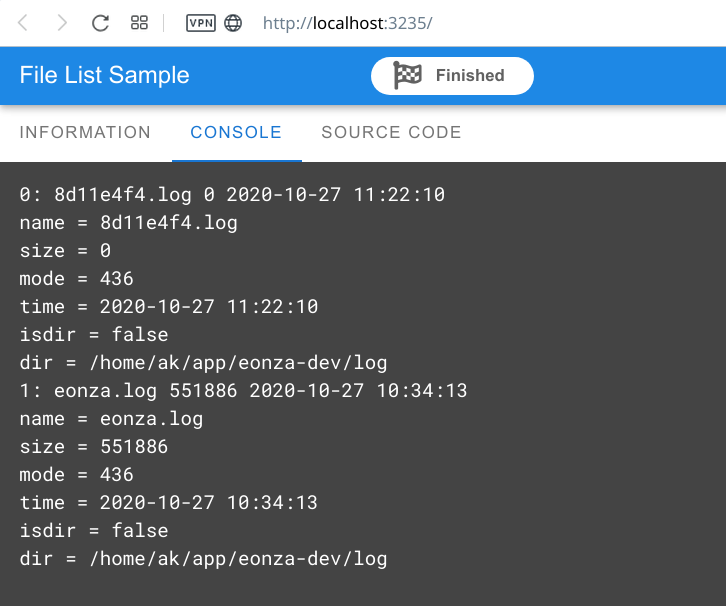 VPN http://localhost:3235/
File List Sample Finished
INFORMATION CONSOLE SOURCE CODE
0: 8d11e4f4.log 0 2020-10-27 11:22:10
name = 8d11e4f4.log
size = 0
mode = 436
time = 2020-10-27 11:22:10
isdir = false
dir = /home/ak/app/eonza-dev/log
1: eonza.log 551886 2020-10-27 10:34:13
name = eonza.log
size = 551886
mode = 436
time = 2020-10-27 10:34:13
isdir = false
dir = /home/ak/app/eonza-dev/log